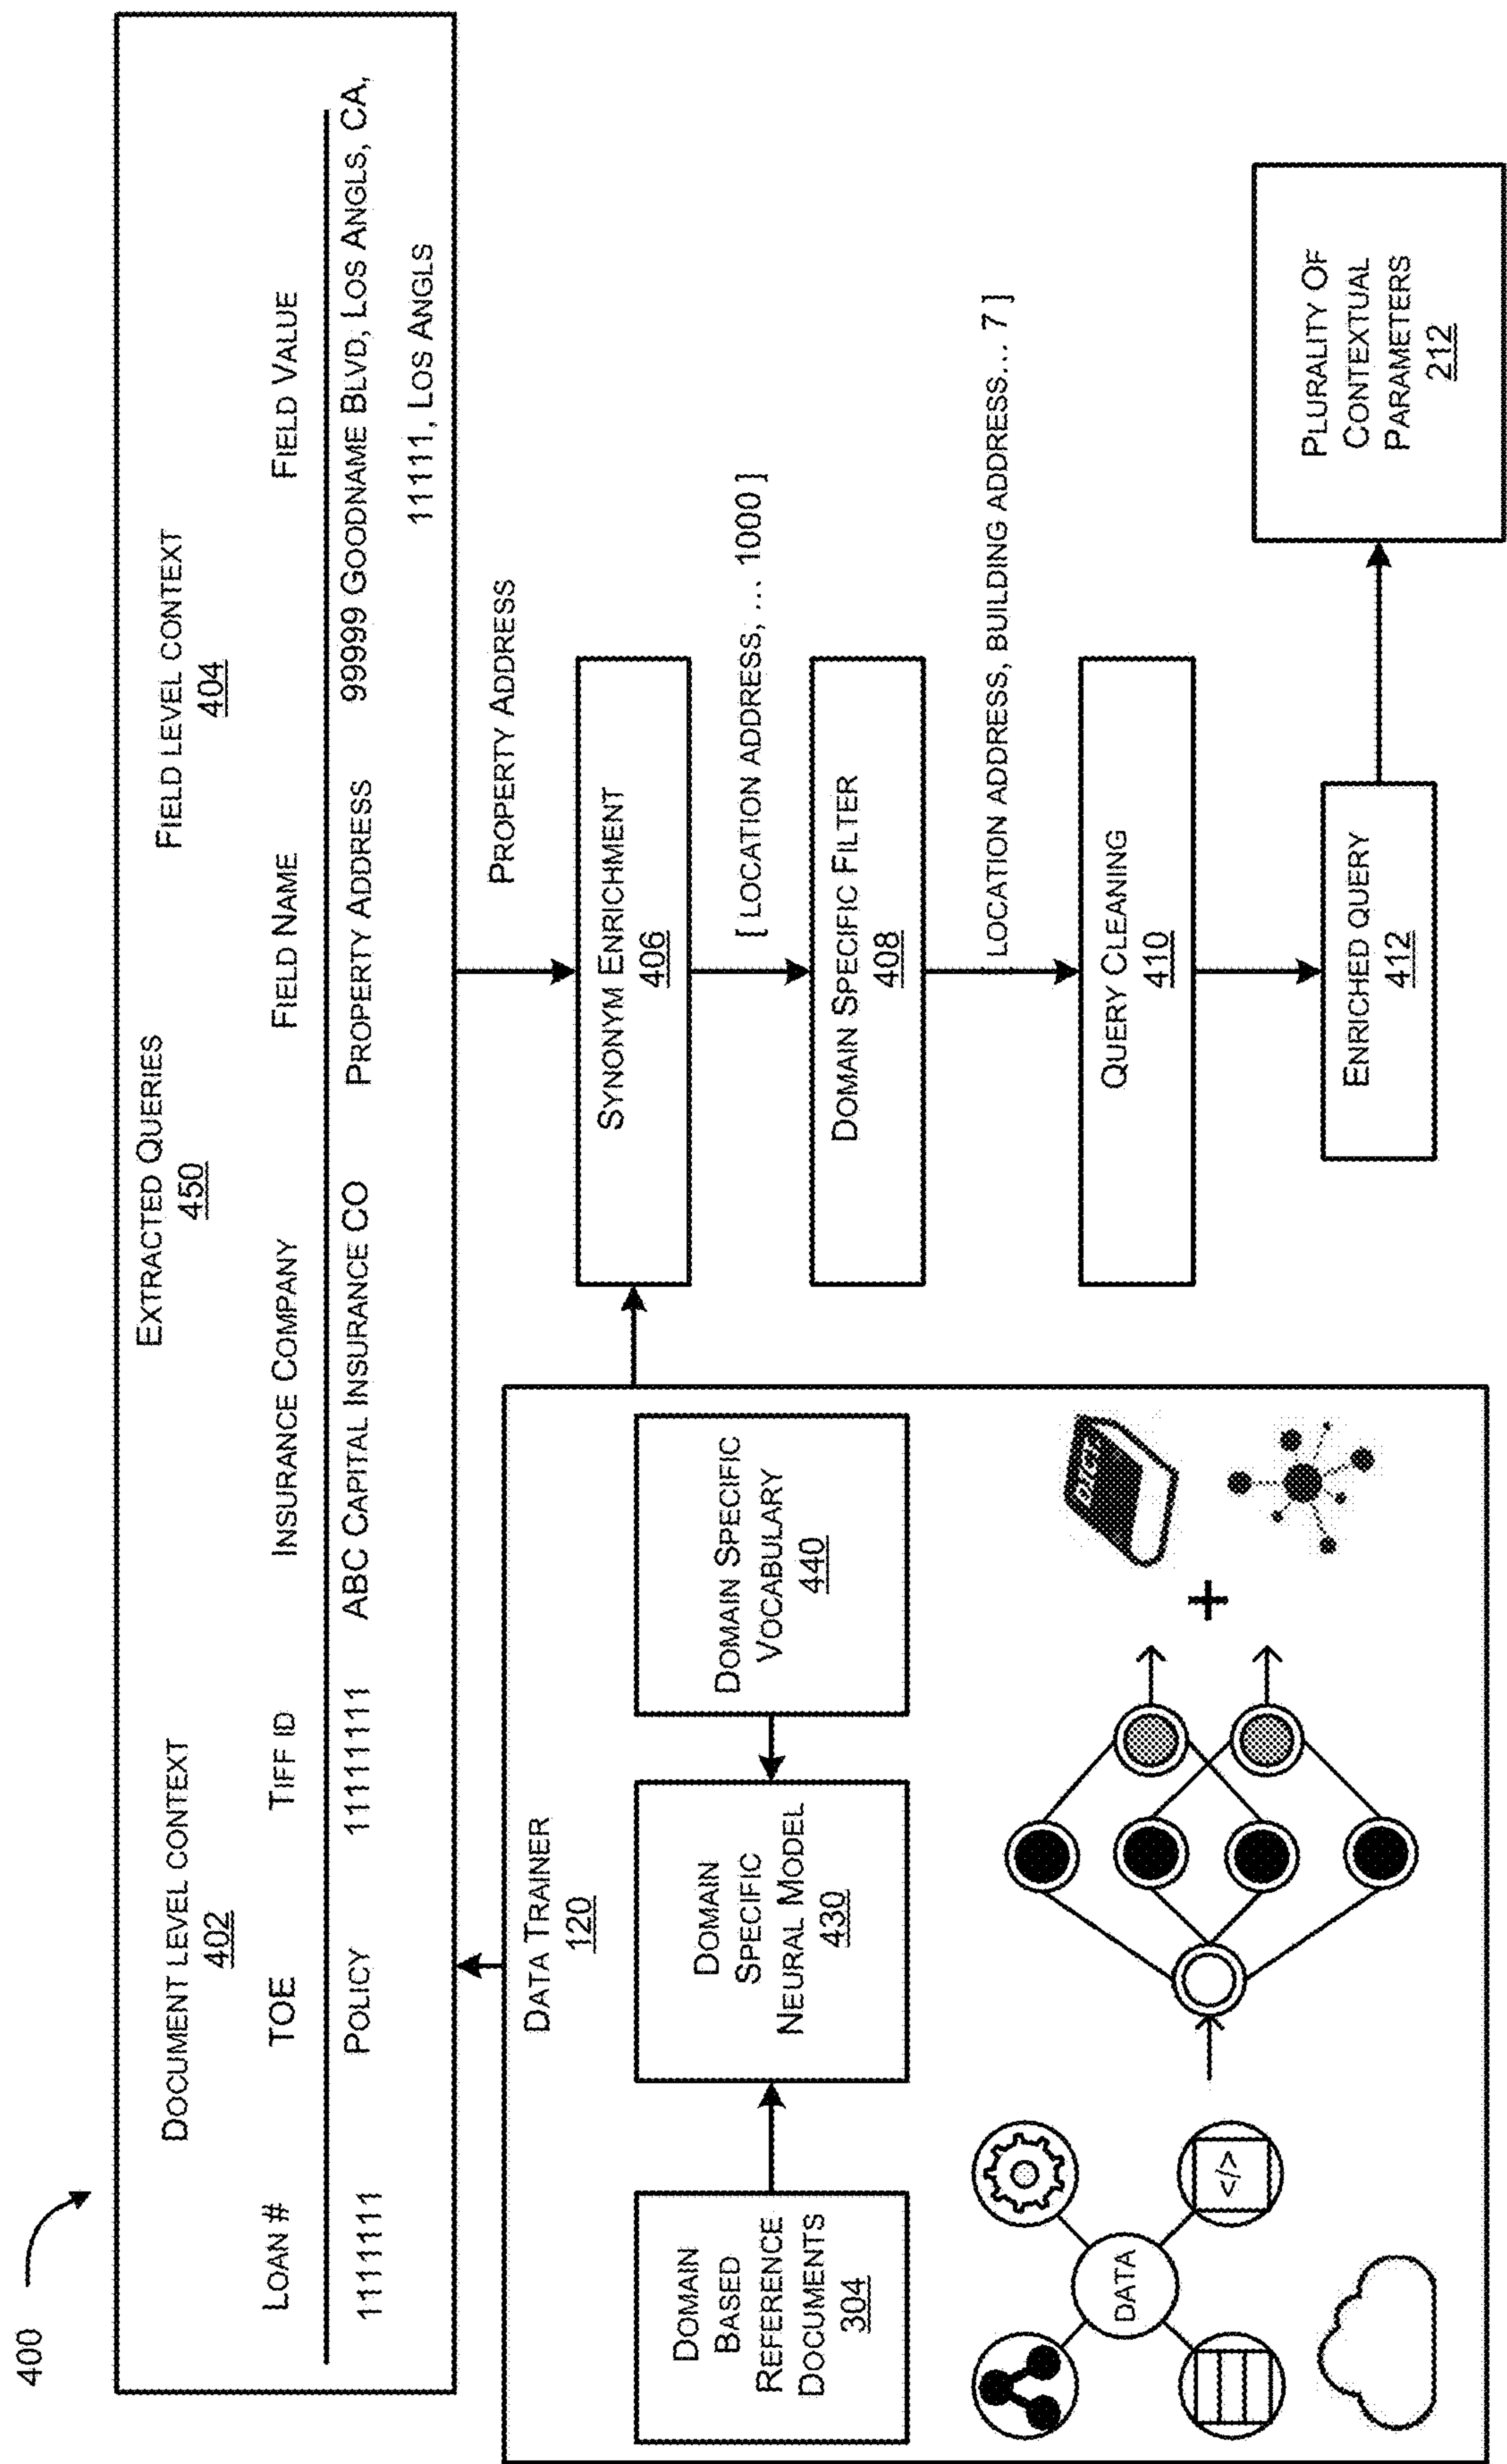 400
EXTRACTED QUERIES
450
DOCUMENT LEVEL CONTEXT
402
FIELD LEVEL CONTEXT
404
LOAN # TOE TIFF ID INSURANCE COMPANY FIELD NAME FIELD VALUE
1111111 POLICY 11111111 ABC CAPITAL INSURANCE CO PROPERTY ADDRESS 99999 GOODNAME BLVD, LOS ANGLS, CA,
11111, LOS ANGLS
DATA TRAINER
120
DOMAIN
BASED
REFERENCE
DOCUMENTS
304
DOMAIN
SPECIFIC
NEURAL MODEL
430
DOMAIN SPECIFIC
VOCABULARY
440
DATA
</>
+
PROPERTY ADDRESS
SYNONYM ENRICHMENT
406
[ LOCATION ADDRESS, ... 1000 ]
DOMAIN SPECIFIC FILTER
408
LOCATION ADDRESS, BUILDING ADDRESS... 7 ]
QUERY CLEANING
410
ENRICHED QUERY
412
PLURALITY OF
CONTEXTUAL
PARAMETERS
212